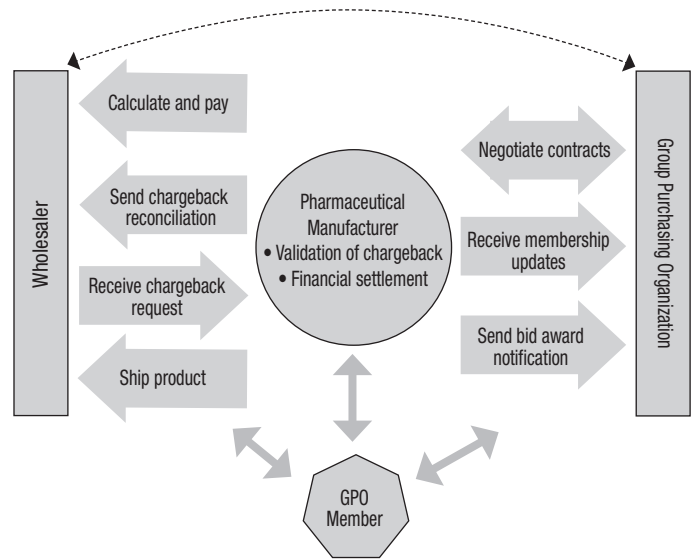 Wholesaler
Calculate and pay
Send chargeback
reconciliation
Receive chargeback
request
Ship product
Pharmaceutical
Manufacturer
• Validation of chargeback
• Financial settlement
Negotiate contracts
Receive membership
updates
Send bid award
notification
Group Purchasing Organization
GPO
Member